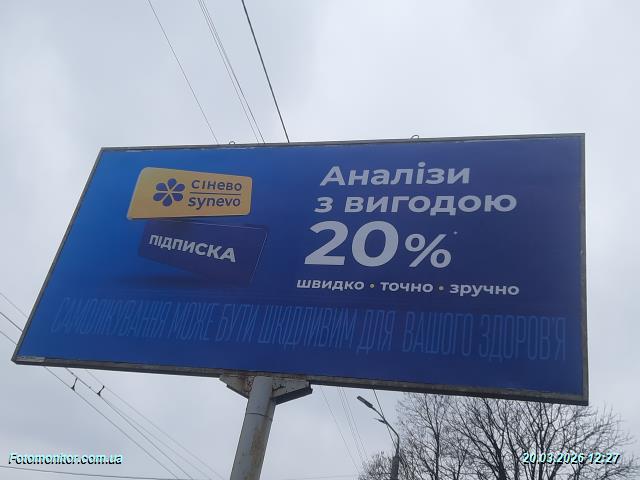 сінево
synevo
ПІДПИСКА
Аналізи
з вигодою
20%*
швидко • точно • зручно
САМОЛІКУВАННЯ МОЖЕ БУТИ ШКІДЛИВИМ ДЛЯ ВАШОГО ЗДОРОВ'Я
Fotomonitor.com.ua
20.03.2026 12:27